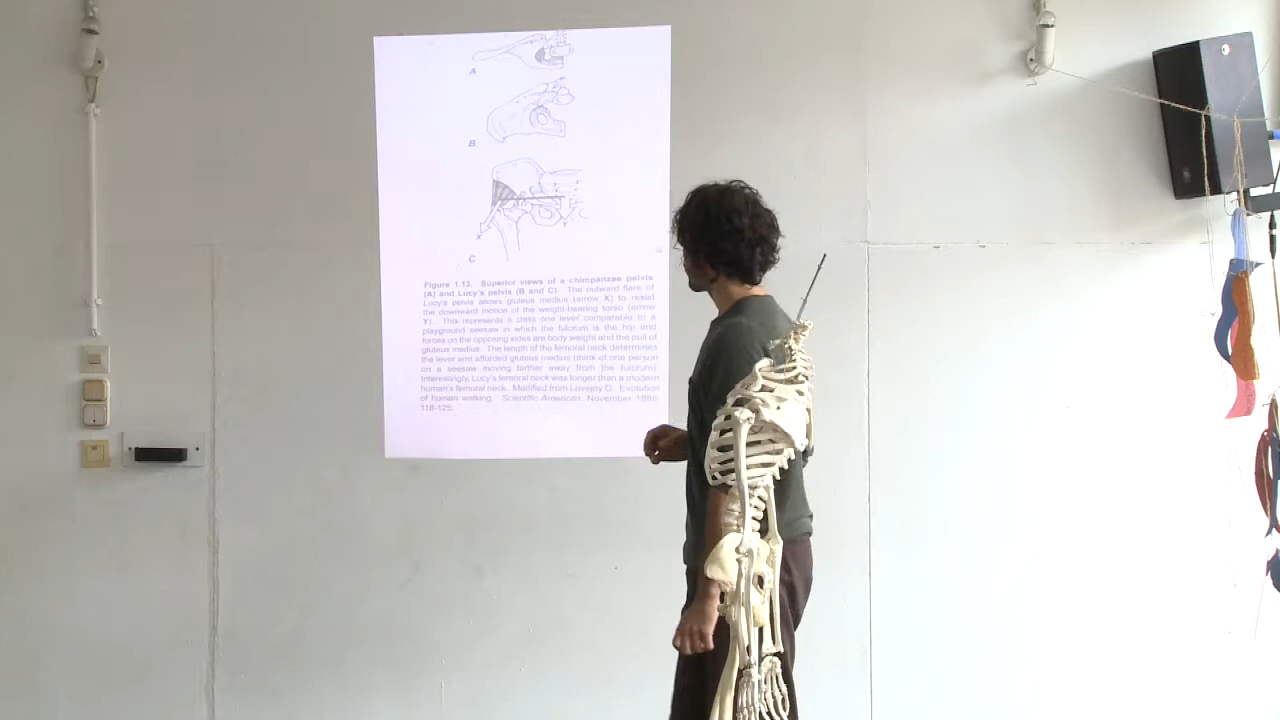 A
B
C
Figure 1.13. Superior views of a chimpanzee pelvis
(A) and Lucy's pelvis (B and C). The outward flare of
Lucy's pelvis allows gluteus medius (arrow X) to resist
the downward motion of the weight-bearing torso (arrow
Y). This represents a class one lever comparable to a
playground seesaw in which the fulcrum is the hip and
forces on the opposing sides are body weight and the pull of
gluteus medius. The length of the femoral neck determines
the lever arm afforded gluteus medius (think of one person
on a seesaw moving farther away from the fulcrum).
Interestingly, Lucy's femoral neck was longer than a modern
human's femoral neck. Modified from Lovejoy O. Evolution
of human walking. Scientific American. November 1988.
118-125.